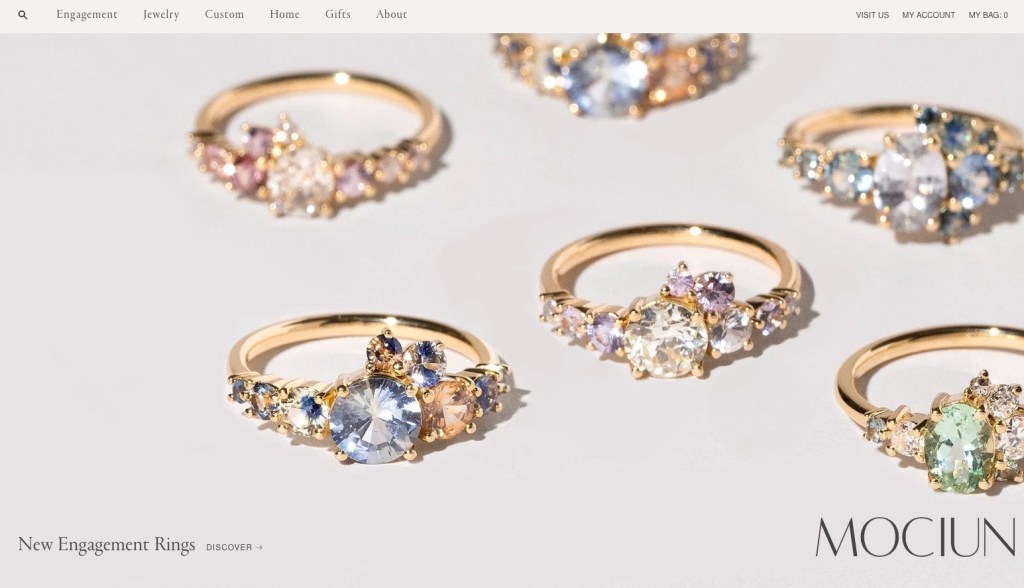 Engagement Jewelry Custom Home Gifts About
VISIT US MY ACCOUNT MY BAG: 0
New Engagement Rings DISCOVER →
MOCIUN